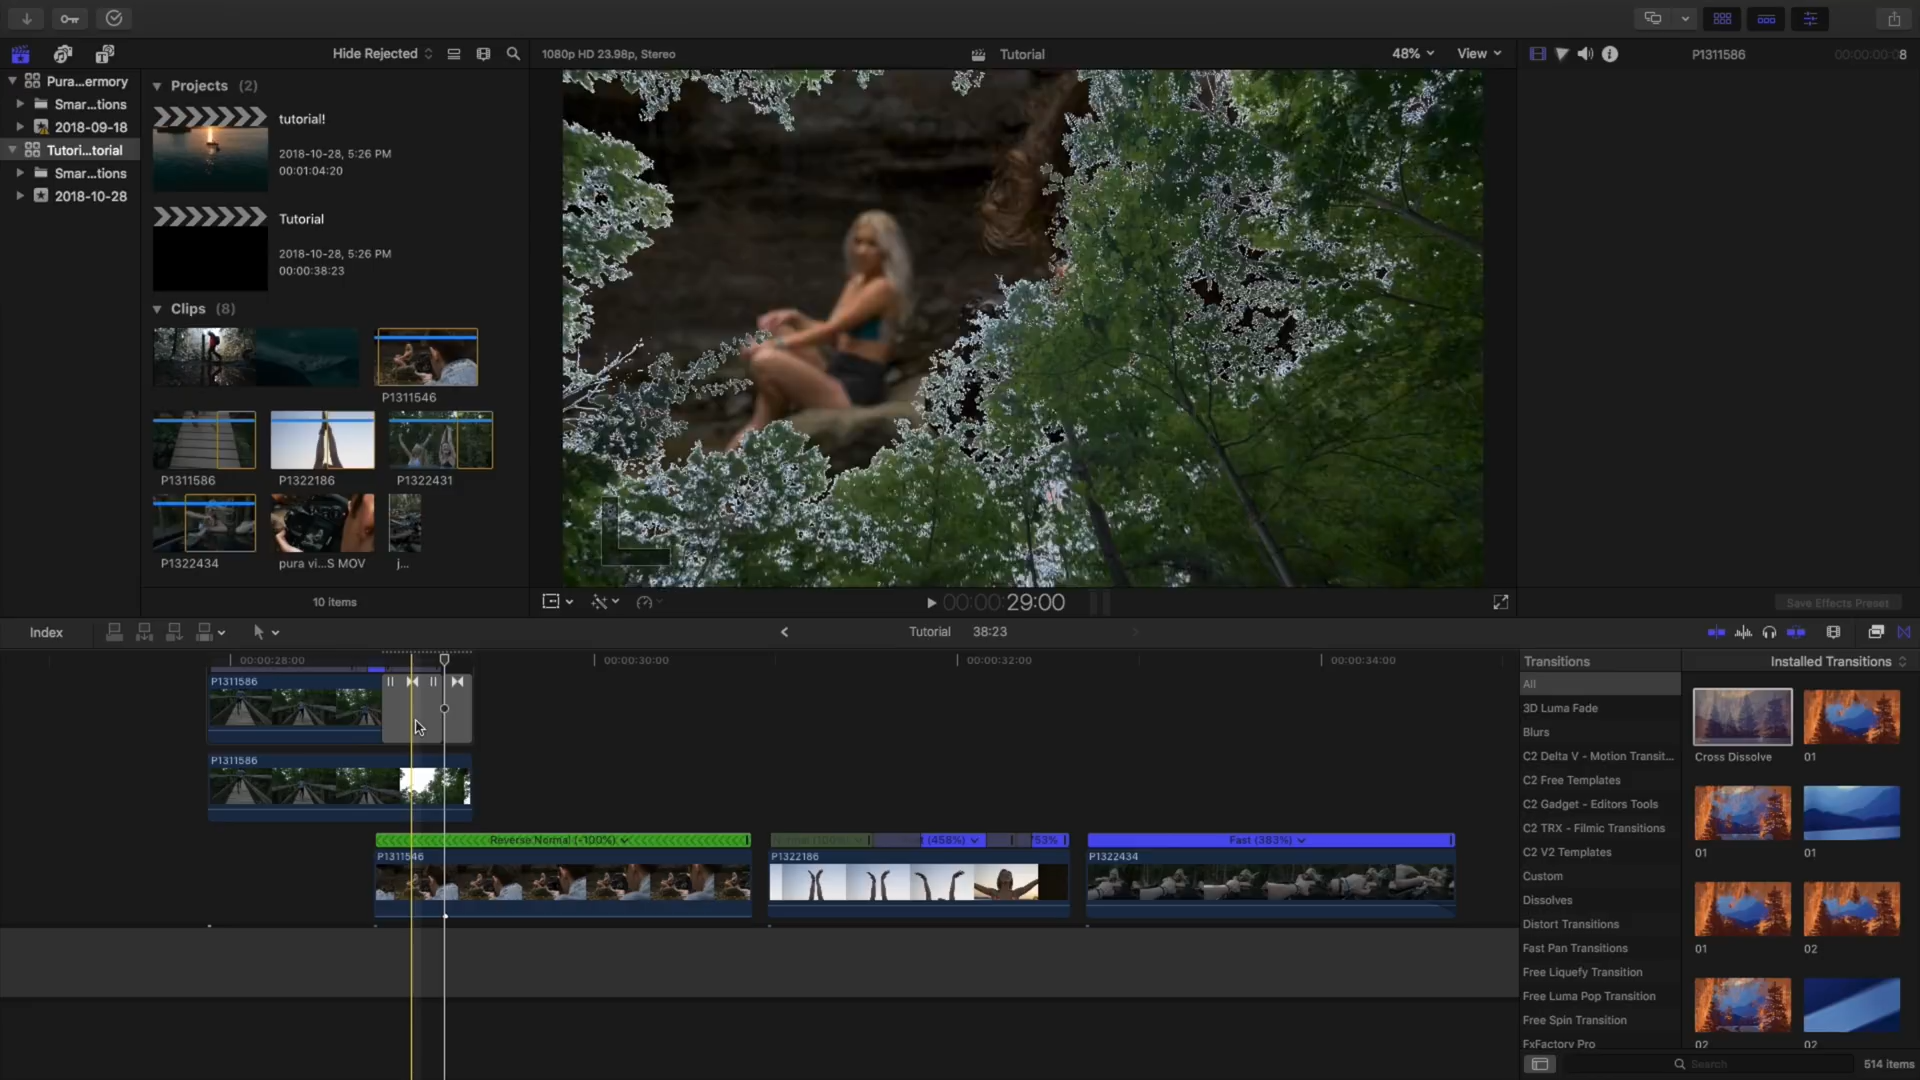 Hide Rejected
1080p HD 23.98p, Stereo
Tutorial
48%
View
P1311586
00:00:00:08
Pura...ermory
Smar...tions
2018-09-18
Tutori...torial
Smar...tions
2018-10-28
Projects (2)
tutorial!
2018-10-28, 5:26 PM
00:01:04:20
Tutorial
2018-10-28, 5:26 PM
00:00:38:23
Clips (8)
P1311546
P1311586
P1322186
P1322431
P1322434
pura vi...S MOV
j...
10 items
00:00:29:00
Save Effects Preset
Index
Tutorial
38:23
00:00:28:00
00:00:30:00
00:00:32:00
00:00:34:00
P1311586
P1311586
Reverse Normal (-100%)
(458%)
53%
Fast (383%)
P1311546
P1322186
P1322434
Transitions
Installed Transitions
All
3D Luma Fade
Blurs
C2 Delta V - Motion Transit...
C2 Free Templates
C2 Gadget - Editors Tools
C2 TRX - Filmic Transitions
C2 V2 Templates
Custom
Dissolves
Distort Transitions
Fast Pan Transitions
Free Liquefy Transition
Free Luma Pop Transition
Free Spin Transition
FxFactory Pro
Cross Dissolve
01
01
01
01
02
02
02
Search
514 items